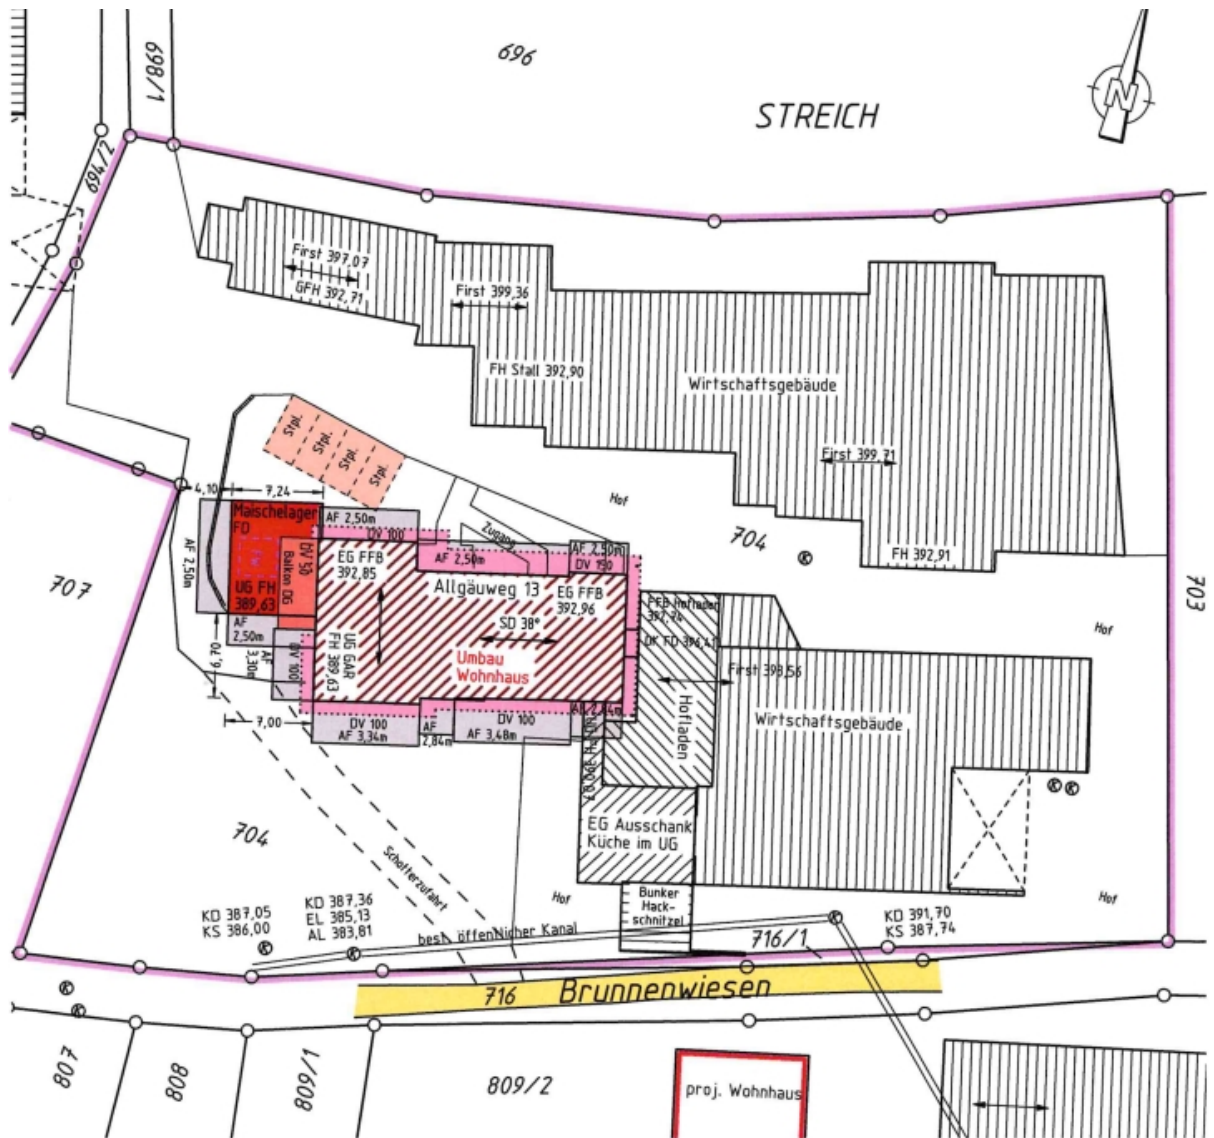 696
STREICH
N
698/1
694/2
First 397,07
GFH 392,71
First 399,36
FH Stall 392,90
Wirtschaftsgebäude
First 399,71
FH 392,91
Stpl.
Stpl.
Stpl.
Stpl.
Hof
704
703
707
4,10
7,24
Maischelager
FD
UG FH
389,63
AF 2,50m
AF 2,50m
DV 100
DV 50
Balkon DG
Zugang
AF 2,50m
AF 2,50m
DV 150
EG FFB
392,85
Allgäuweg 13
EG FFB
392,96
SD 38°
Umbau
Wohnhaus
UG GAR
FH 389,63
AF
2,50m
AF
3,30m
DV 100
6,70
7,00
DV 100
AF 3,34m
AF
2,84m
DV 100
AF 3,48m
FFB Hofladen
First 393,56
Hofladen
Wirtschaftsgebäude
Hof
EG Ausschank
Küche im UG
Bunker
Hack-
schnitzel
Hof
Hof
704
Schotterzufahrt
KD 387,05
KS 386,00
KD 387,36
EL 385,13
AL 383,81
best. öffentlicher Kanal
KD 391,70
KS 387,74
716/1
716 Brunnenwiesen
807
808
809/1
809/2
proj. Wohnhaus